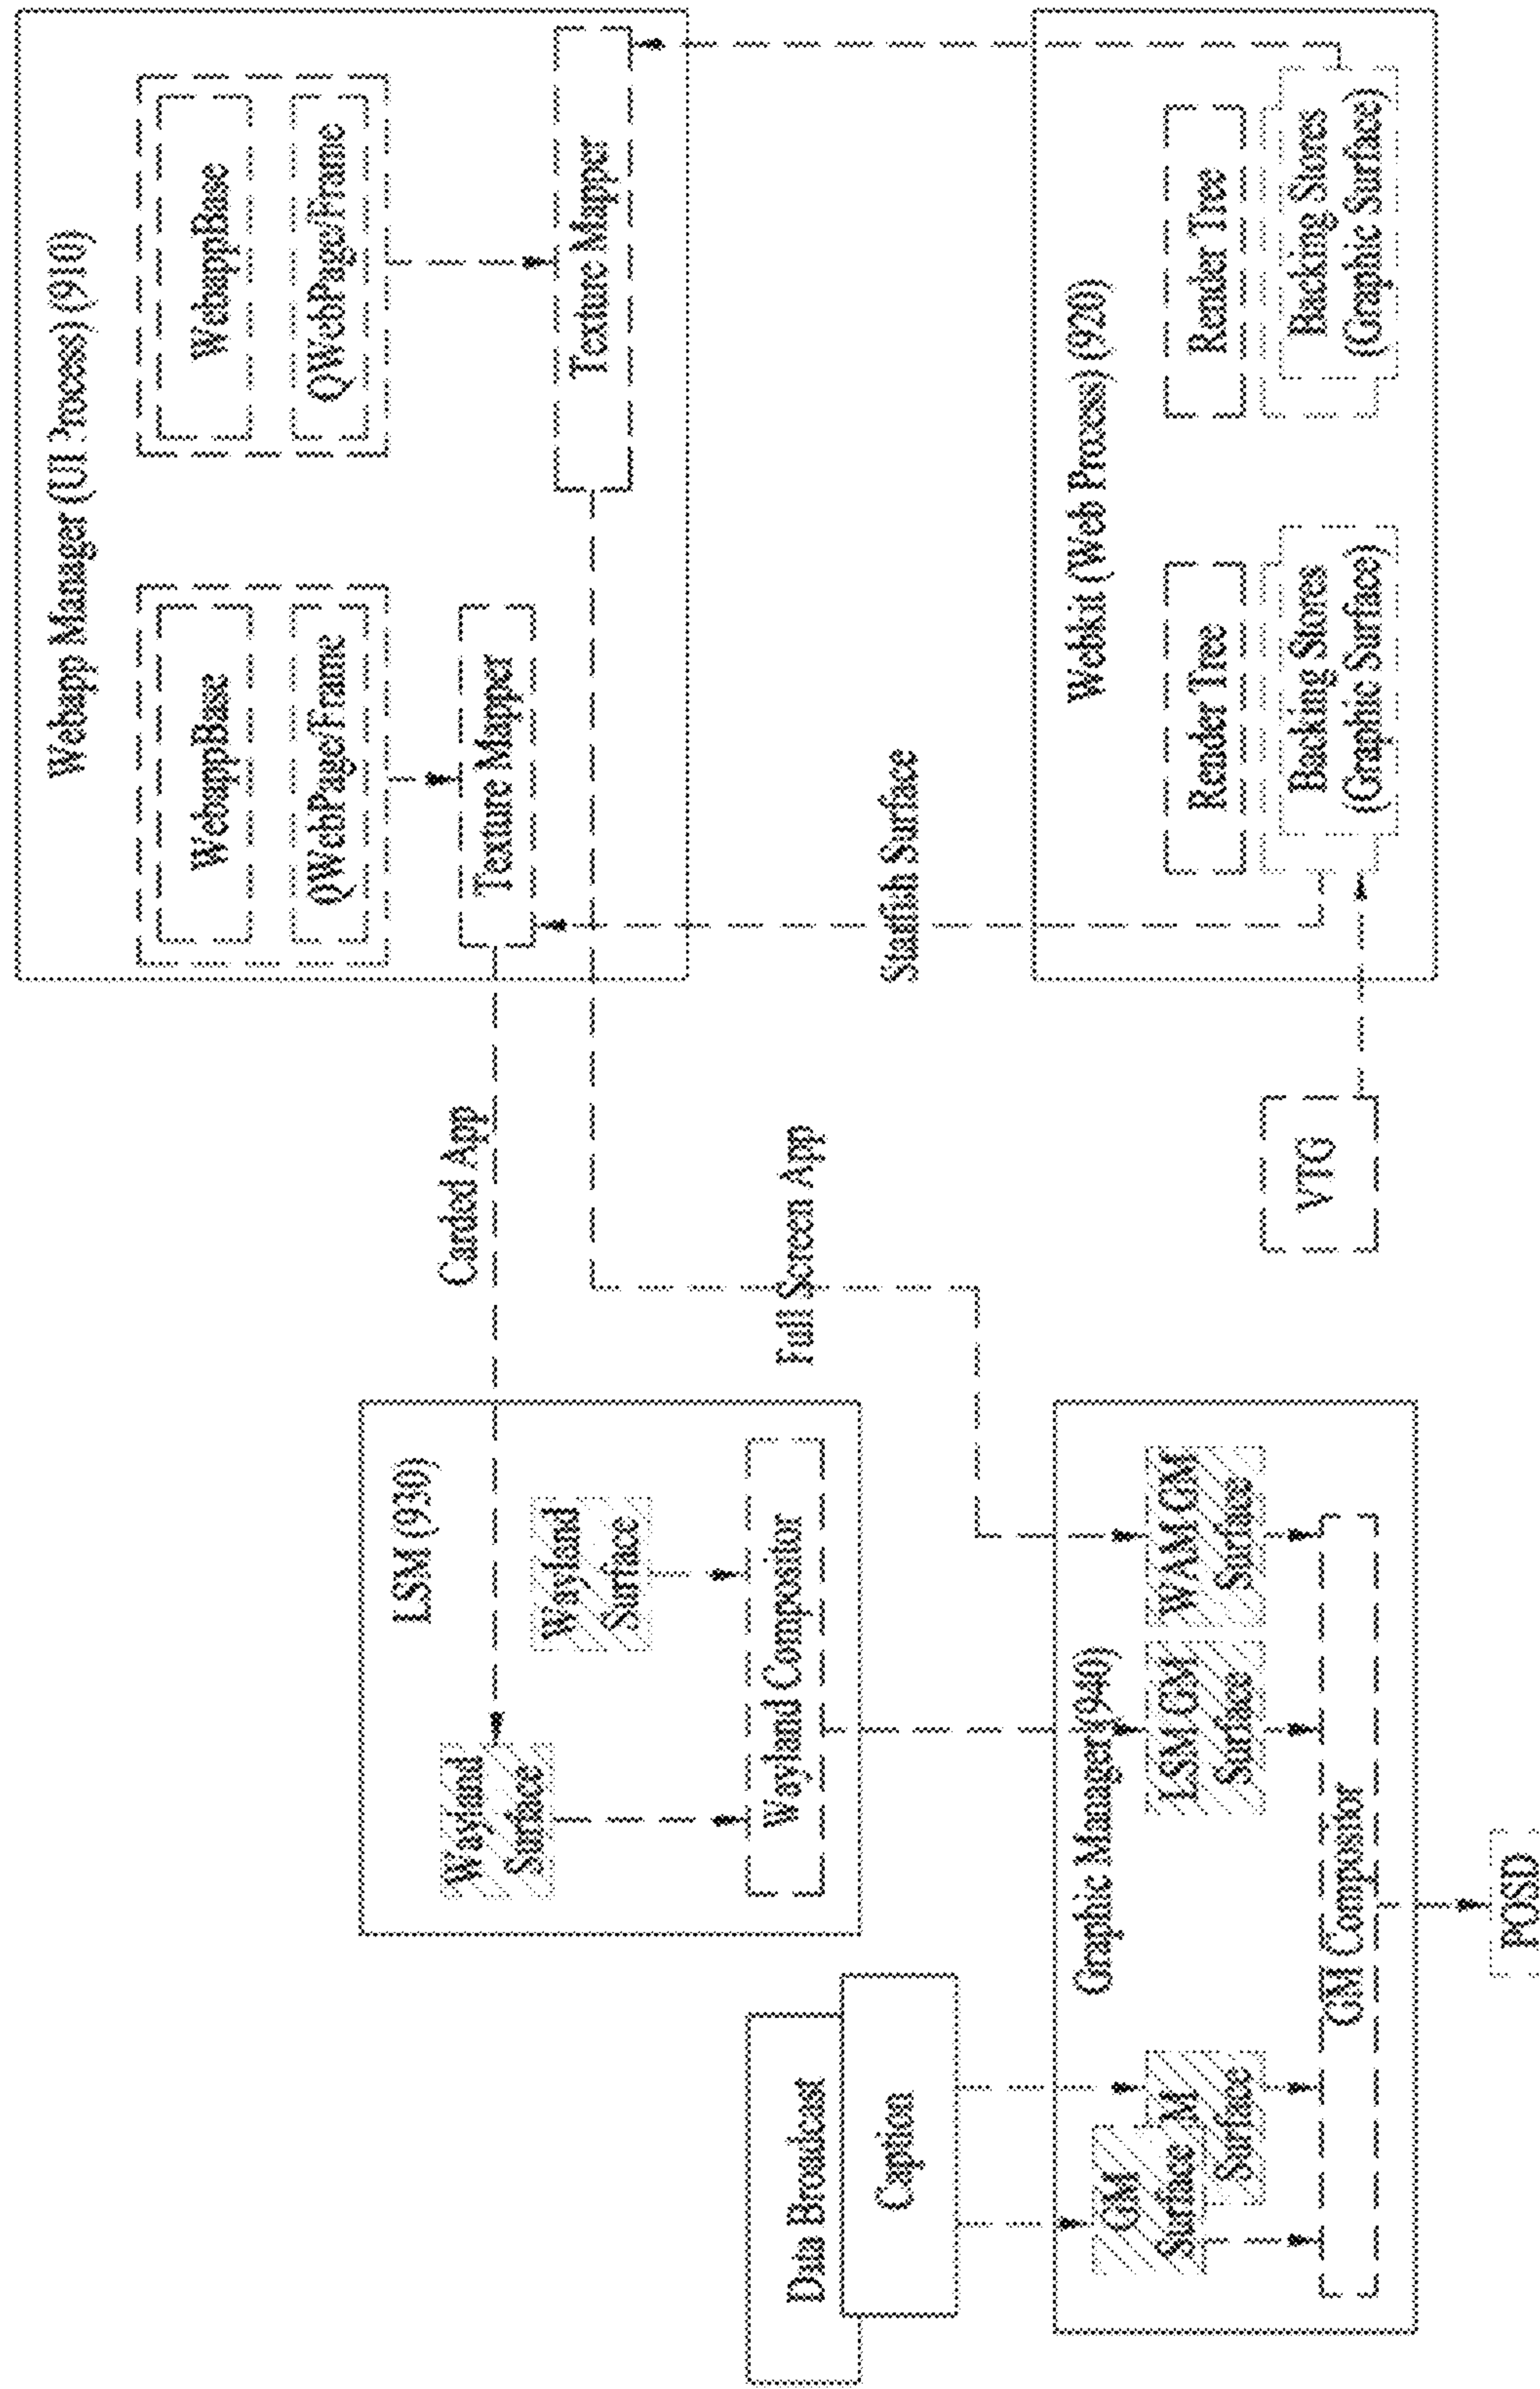 Webapp Manager (UI Process) (910)
WebappBase
WebappBase
QWebPage/Frame
QWebPage/Frame
Texture Mapper
Texture Mapper
Carded App
LSM (930)
Wayland
Surface
Wayland
Surface
Wayland Compositor
Full Screen App
Data Broadcast
Caption
Starfish Surface
Graphic Manager(940)
GM
Surface
M
Surface
LSM GM
Surface
WAM GM
Surface
GM Compositor
POSD
VTG
Webkit (Web Process) (920)
Render Tree
Render Tree
Backing Stores
(Graphic Surface)
Backing Stores
(Graphic Surface)